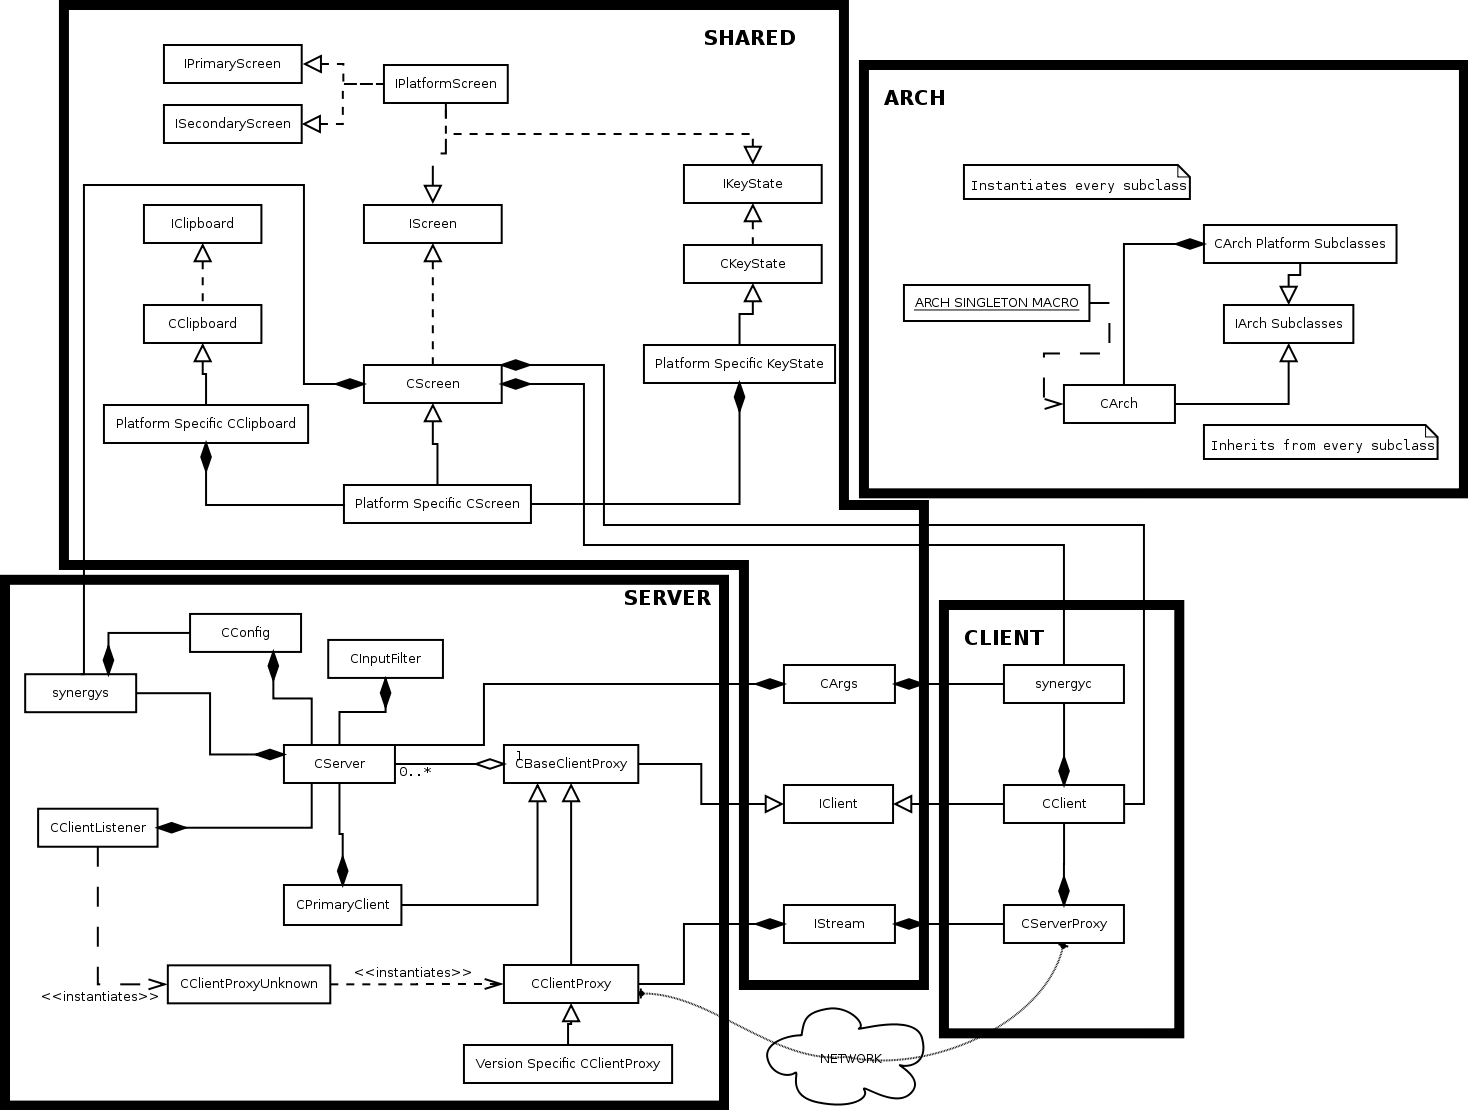 SHARED
IPrimaryScreen
IPlatformScreen
ISecondaryScreen
IKeyState
IClipboard
IScreen
CKeyState
CClipboard
Platform Specific KeyState
CScreen
Platform Specific CClipboard
Platform Specific CScreen
ARCH
Instantiates every subclass
CArch Platform Subclasses
ARCH SINGLETON MACRO
IArch Subclasses
CArch
Inherits from every subclass
SERVER
CConfig
CInputFilter
synergys
CServer
0..*
1
CBaseClientProxy
CClientListener
CPrimaryClient
CClientProxyUnknown
<<instantiates>>
<<instantiates>>
CClientProxy
Version Specific CClientProxy
CArgs
IClient
IStream
CLIENT
synergyc
CClient
CServerProxy
NETWORK